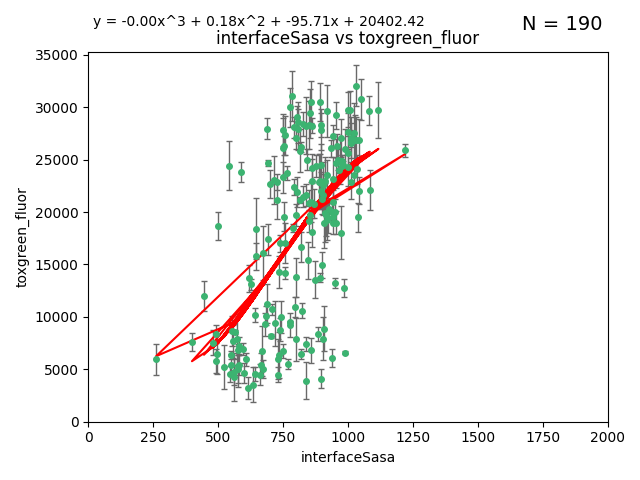 y = -0.00x^3 + 0.18x^2 + -95.71x + 20402.42
N = 190
interfaceSasa vs toxgreen_fluor
toxgreen_fluor
35000
30000
25000
20000
15000
10000
5000
0
0 250 500 750 1000 1250 1500 1750 2000
interfaceSasa